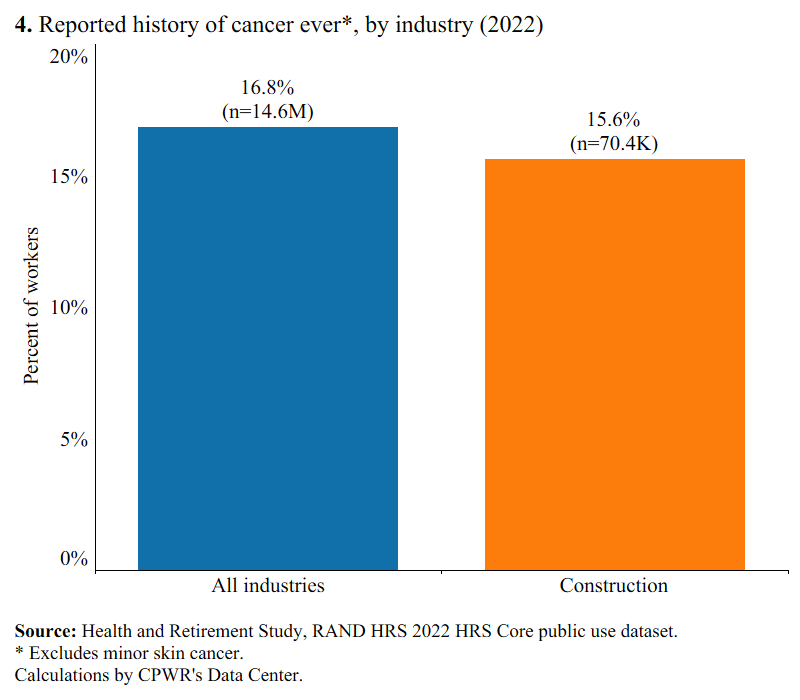 4. Reported history of cancer ever*, by industry (2022)
20%
16.8%
(n=14.6M)
15.6%
(n=70.4K)
15%
Percent of workers
10%
5%
0%
All industries
Construction
Source: Health and Retirement Study, RAND HRS 2022 HRS Core public use dataset.
* Excludes minor skin cancer.
Calculations by CPWR's Data Center.